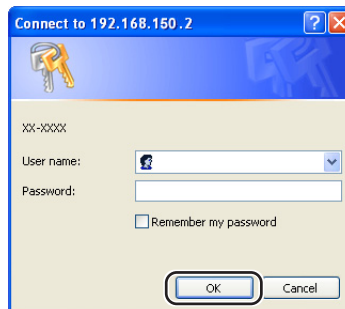 Connect to 192.168.150.2
XX-XXXX
User name:
Password:
Remember my password
OK Cancel